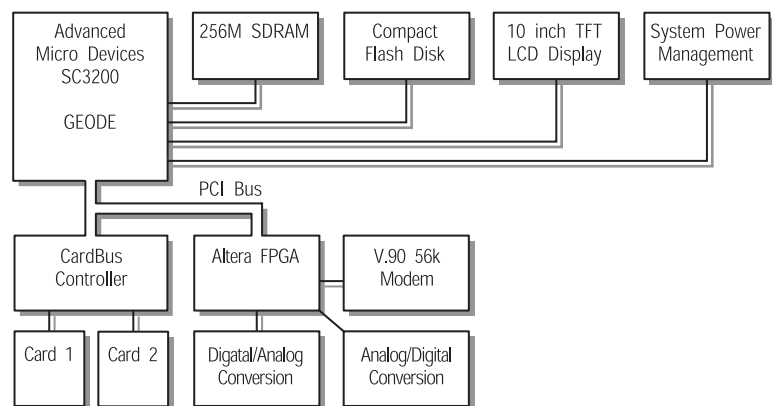 Advanced
Micro Devices
SC3200
GEODE
256M SDRAM
Compact
Flash Disk
10 inch TFT
LCD Display
System Power
Management
PCI Bus
CardBus
Controller
Altera FPGA
V.90 56k
Modem
Card 1
Card 2
Digatal/Analog
Conversion
Analog/Digital
Conversion